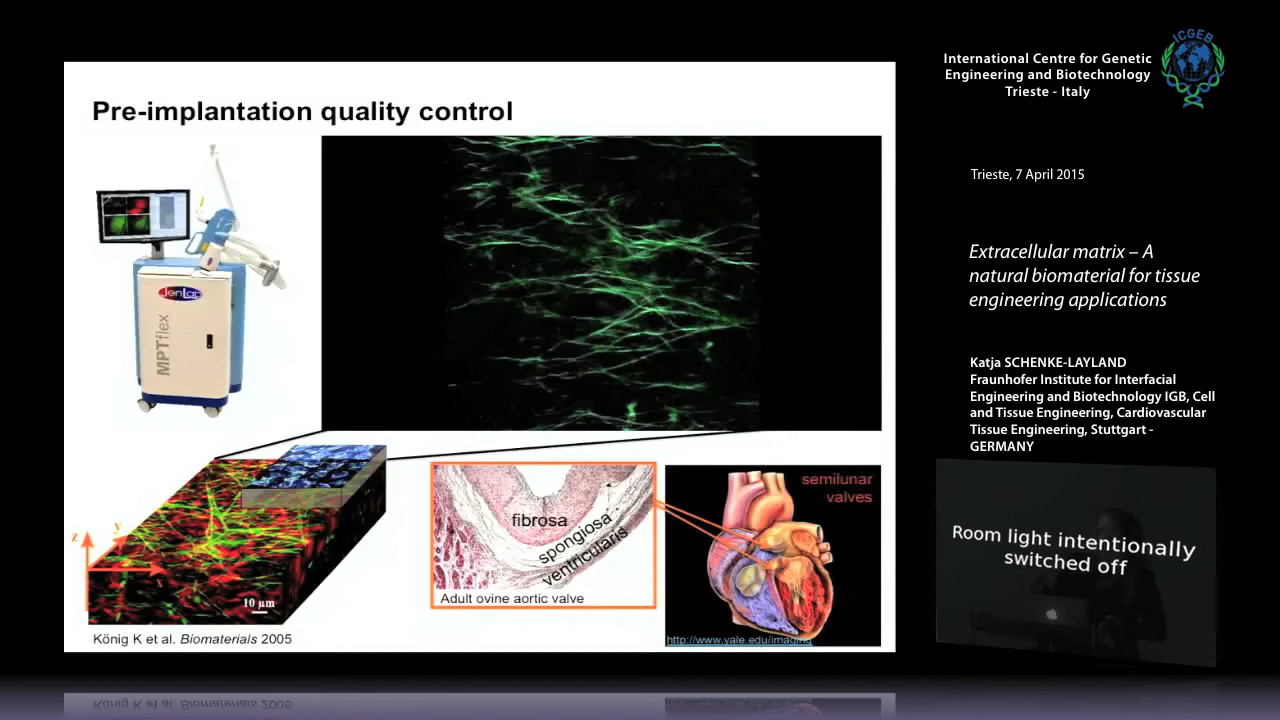 Pre-implantation quality control
JenLab
MPTflex
z
y
x
10 µm
König K et al. Biomaterials 2005
fibrosa
spongiosa
ventricularis
Adult ovine aortic valve
semilunar
valves
http://www.yale.edu/imaging
International Centre for Genetic
Engineering and Biotechnology
Trieste - Italy
ICGEB
Trieste, 7 April 2015
Extracellular matrix – A
natural biomaterial for tissue
engineering applications
Katja SCHENKE-LAYLAND
Fraunhofer Institute for Interfacial
Engineering and Biotechnology IGB, Cell
and Tissue Engineering, Cardiovascular
Tissue Engineering, Stuttgart -
GERMANY
Room light intentionally
switched off